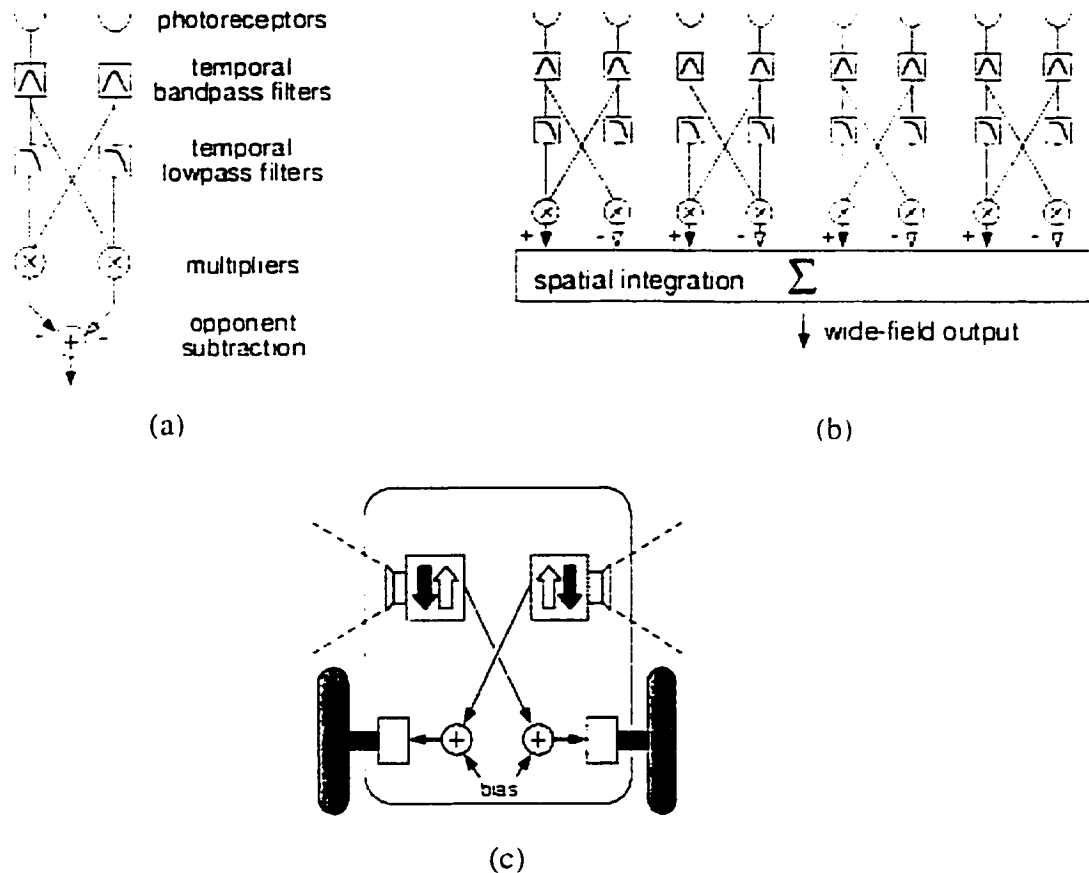 photoreceptors
temporal
bandpass filters
temporal
lowpass filters
multipliers
opponent
subtraction
- + -
(a)
+ - + - + - + -
spatial integration Σ
wide-field output
(b)
+ +
bias
(c)